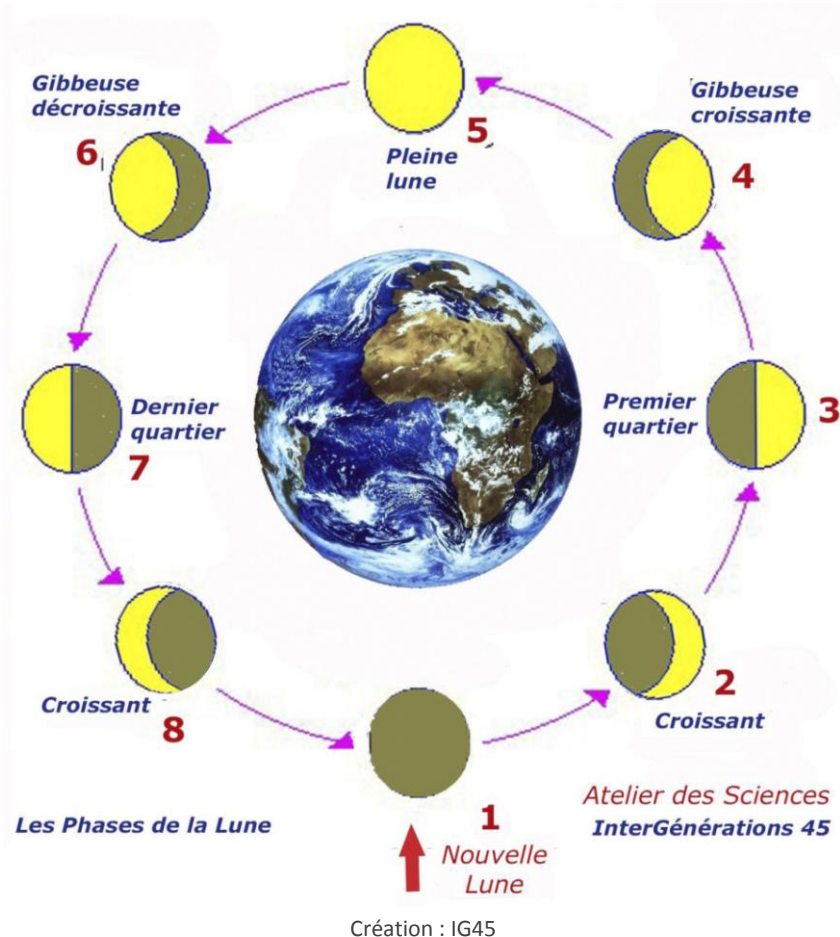 Gibbeuse
décroissante
6
5
Pleine
lune
Gibbeuse
croissante
4
Dernier
quartier
7
Premier
quartier
3
Croissant
8
2
Croissant
Les Phases de la Lune
1
Nouvelle
Lune
Atelier des Sciences
InterGénérations 45
Création : IG45